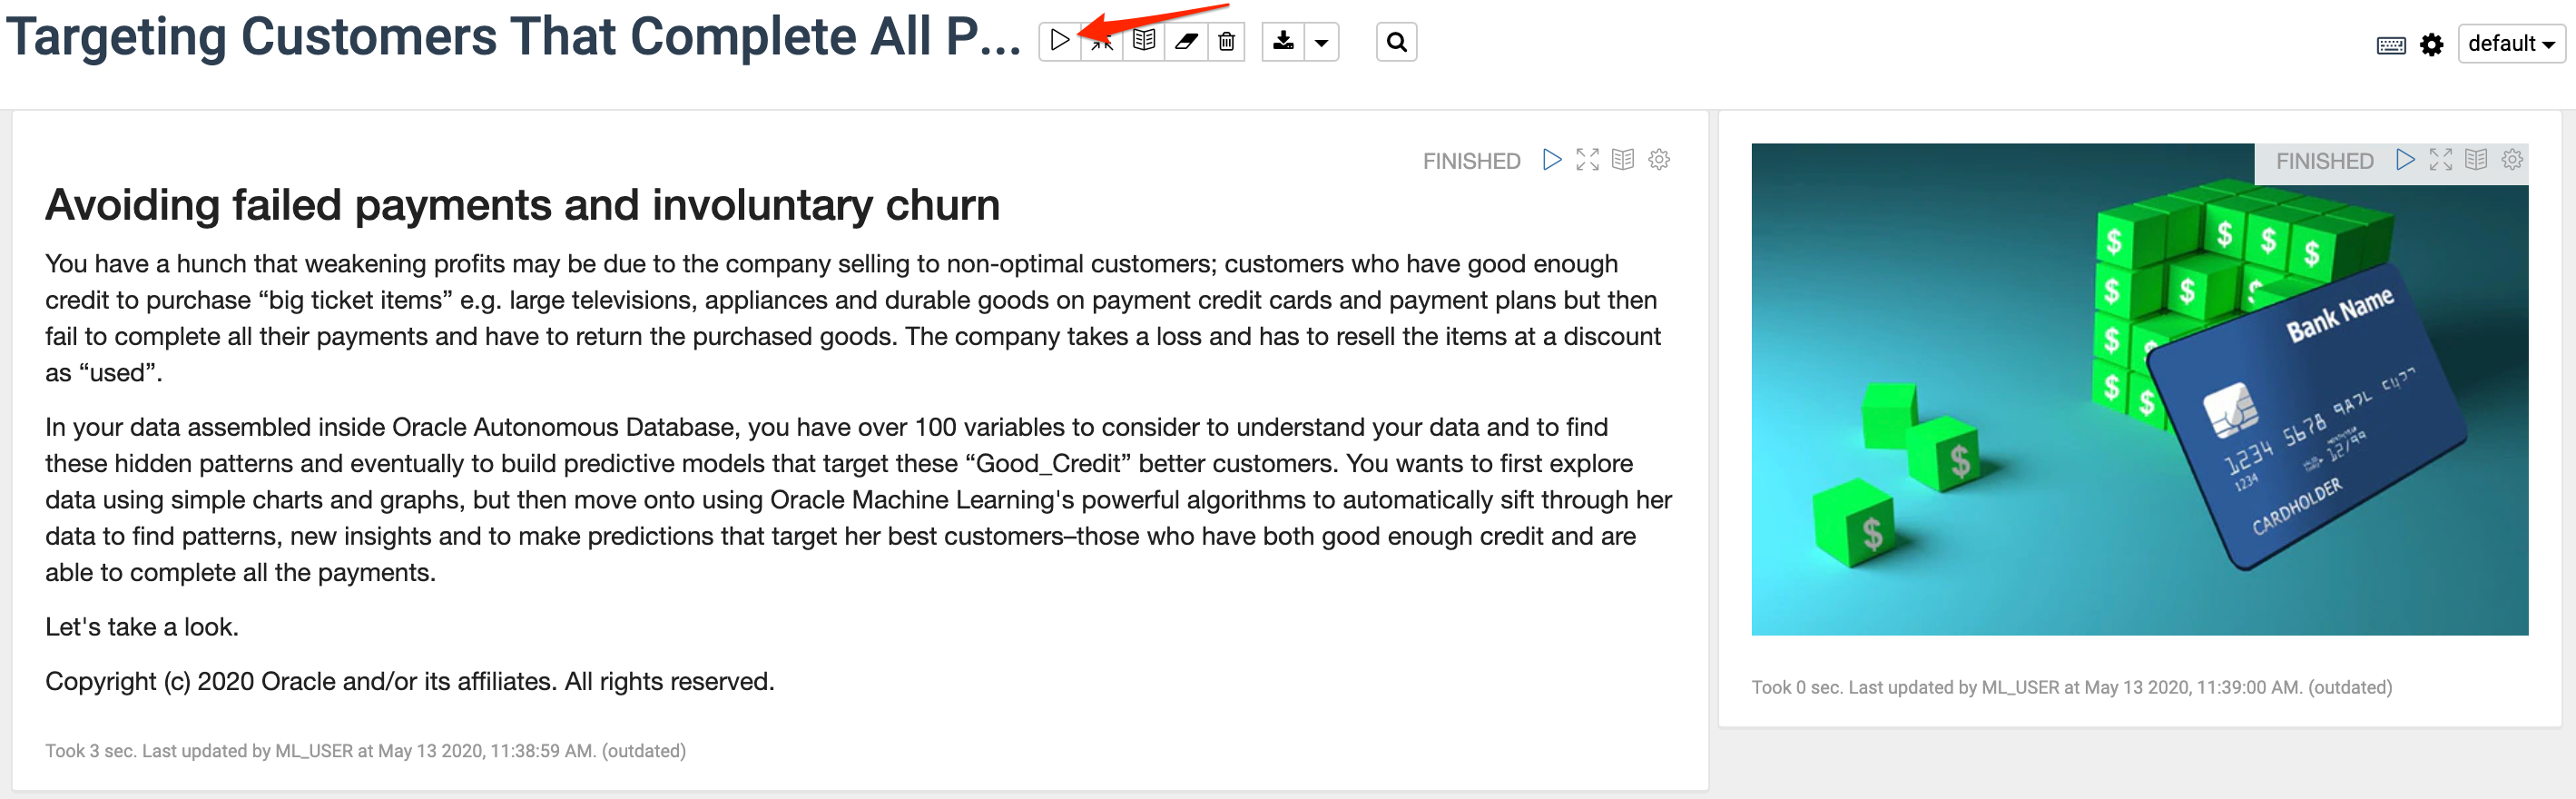 Targeting Customers That Complete All P...
default
FINISHED
Avoiding failed payments and involuntary churn
You have a hunch that weakening profits may be due to the company selling to non-optimal customers; customers who have good enough
credit to purchase “big ticket items” e.g. large televisions, appliances and durable goods on payment credit cards and payment plans but then
fail to complete all their payments and have to return the purchased goods. The company takes a loss and has to resell the items at a discount
as “used”.
In your data assembled inside Oracle Autonomous Database, you have over 100 variables to consider to understand your data and to find
these hidden patterns and eventually to build predictive models that target these “Good_Credit” better customers. You wants to first explore
data using simple charts and graphs, but then move onto using Oracle Machine Learning's powerful algorithms to automatically sift through her
data to find patterns, new insights and to make predictions that target her best customers–those who have both good enough credit and are
able to complete all the payments.
Let's take a look.
Copyright (c) 2020 Oracle and/or its affiliates. All rights reserved.
Took 3 sec. Last updated by ML_USER at May 13 2020, 11:38:59 AM. (outdated)
FINISHED
$ $ $ $
$ $ $
$ $
$ $
$
$
Bank Name
1234 5678
1234
12/99
CARDHOLDER
Took 0 sec. Last updated by ML_USER at May 13 2020, 11:39:00 AM. (outdated)